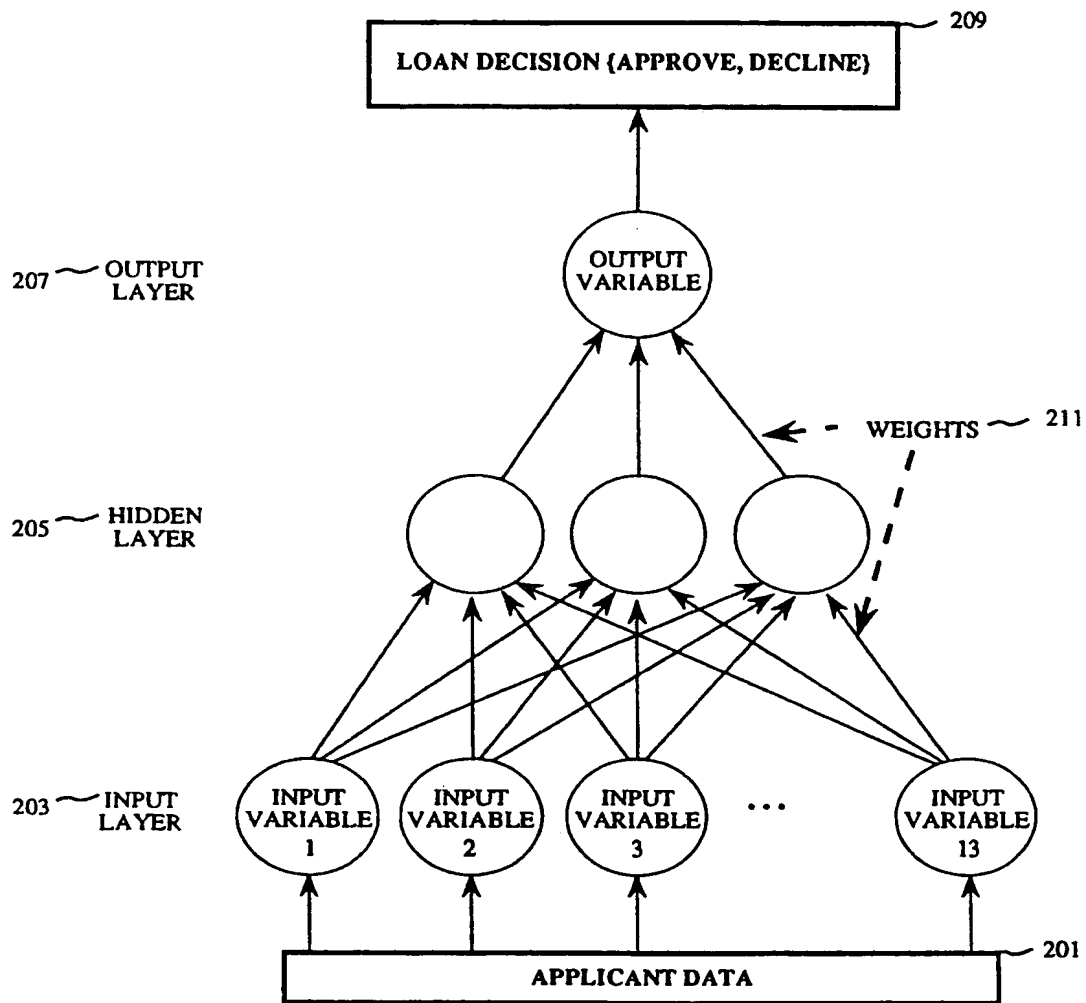 209
LOAN DECISION {APPROVE, DECLINE}
207
OUTPUT
LAYER
OUTPUT
VARIABLE
WEIGHTS
211
205
HIDDEN
LAYER
203
INPUT
LAYER
INPUT
VARIABLE
1
INPUT
VARIABLE
2
INPUT
VARIABLE
3
...
INPUT
VARIABLE
13
201
APPLICANT DATA